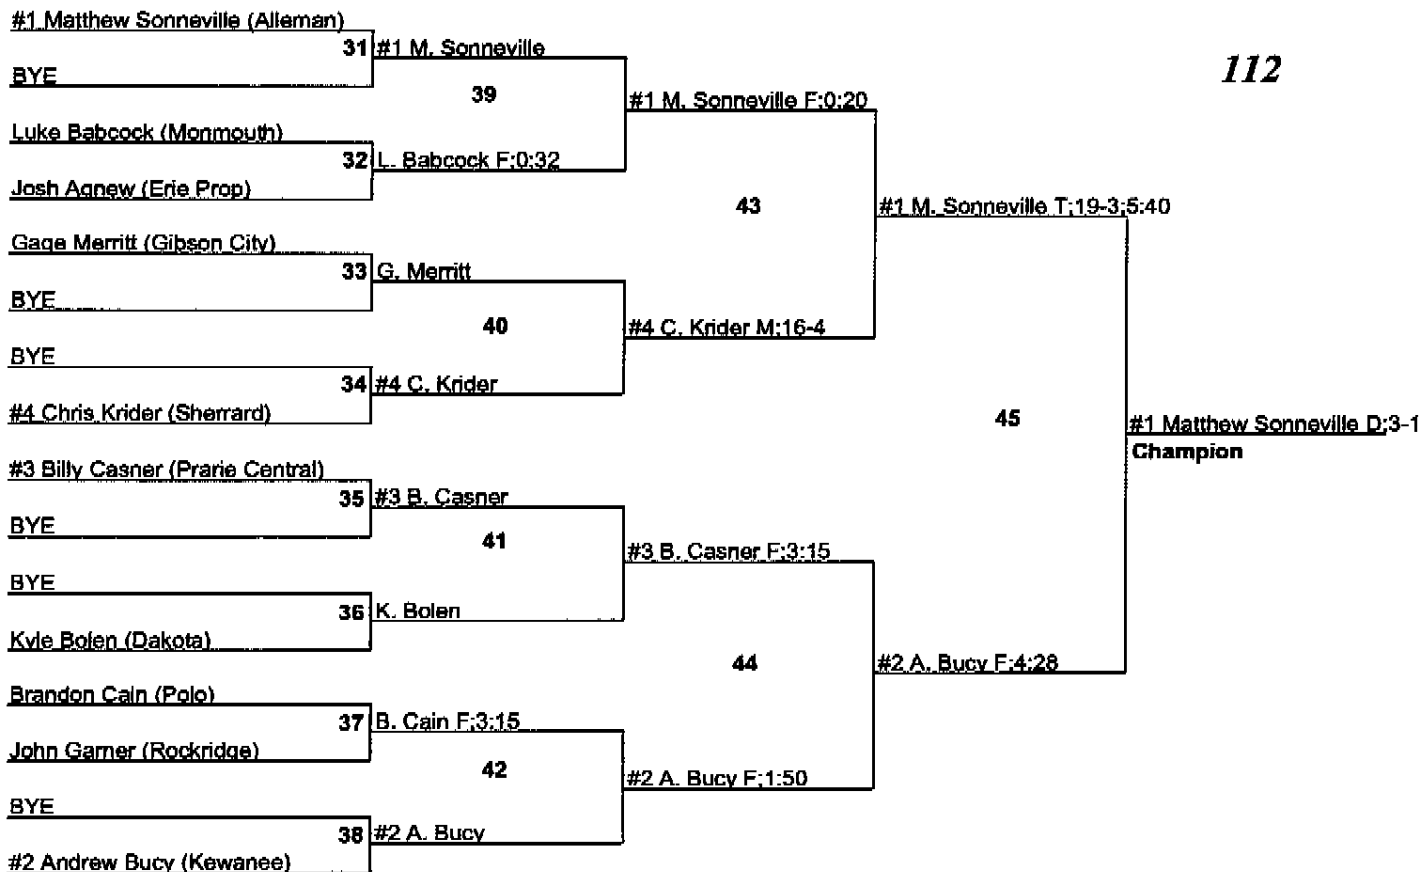 #1 Matthew Sonneville (Alleman)
31 #1 M. Sonneville
BYE
112
39
#1 M. Sonneville F;0:20
Luke Babcock (Monmouth)
32 L. Babcock F;0:32
Josh Agnew (Erie Prop)
43
#1 M. Sonneville T;19-3;5:40
Gage Merritt (Gibson City)
33 G. Merritt
BYE
40
#4 C. Krider M;16-4
BYE
34 #4 C. Krider
#4 Chris Krider (Sherrard)
45
#1 Matthew Sonneville D;3-1
Champion
#3 Billy Casner (Prarie Central)
35 #3 B. Casner
BYE
41
#3 B. Casner F;3:15
BYE
36 K. Bolen
Kyle Bolen (Dakota)
44
#2 A. Bucy F;4:28
Brandon Cain (Polo)
37 B. Cain F;3:15
John Garner (Rockridge)
42
#2 A. Bucy F;1:50
BYE
38 #2 A. Bucy
#2 Andrew Bucy (Kewanee)